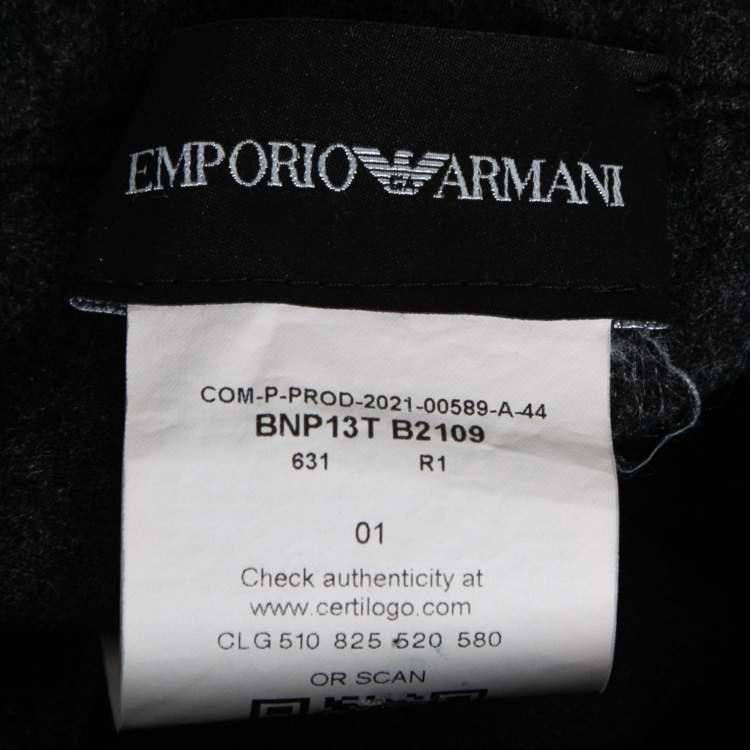 EMPORIO ARMANI
COM-P-PROD-2021-00589-A-44
BNP13T B2109
631 R1
01
Check authenticity at
www.certilogo.com
CLG 510 825 520 580
OR SCAN